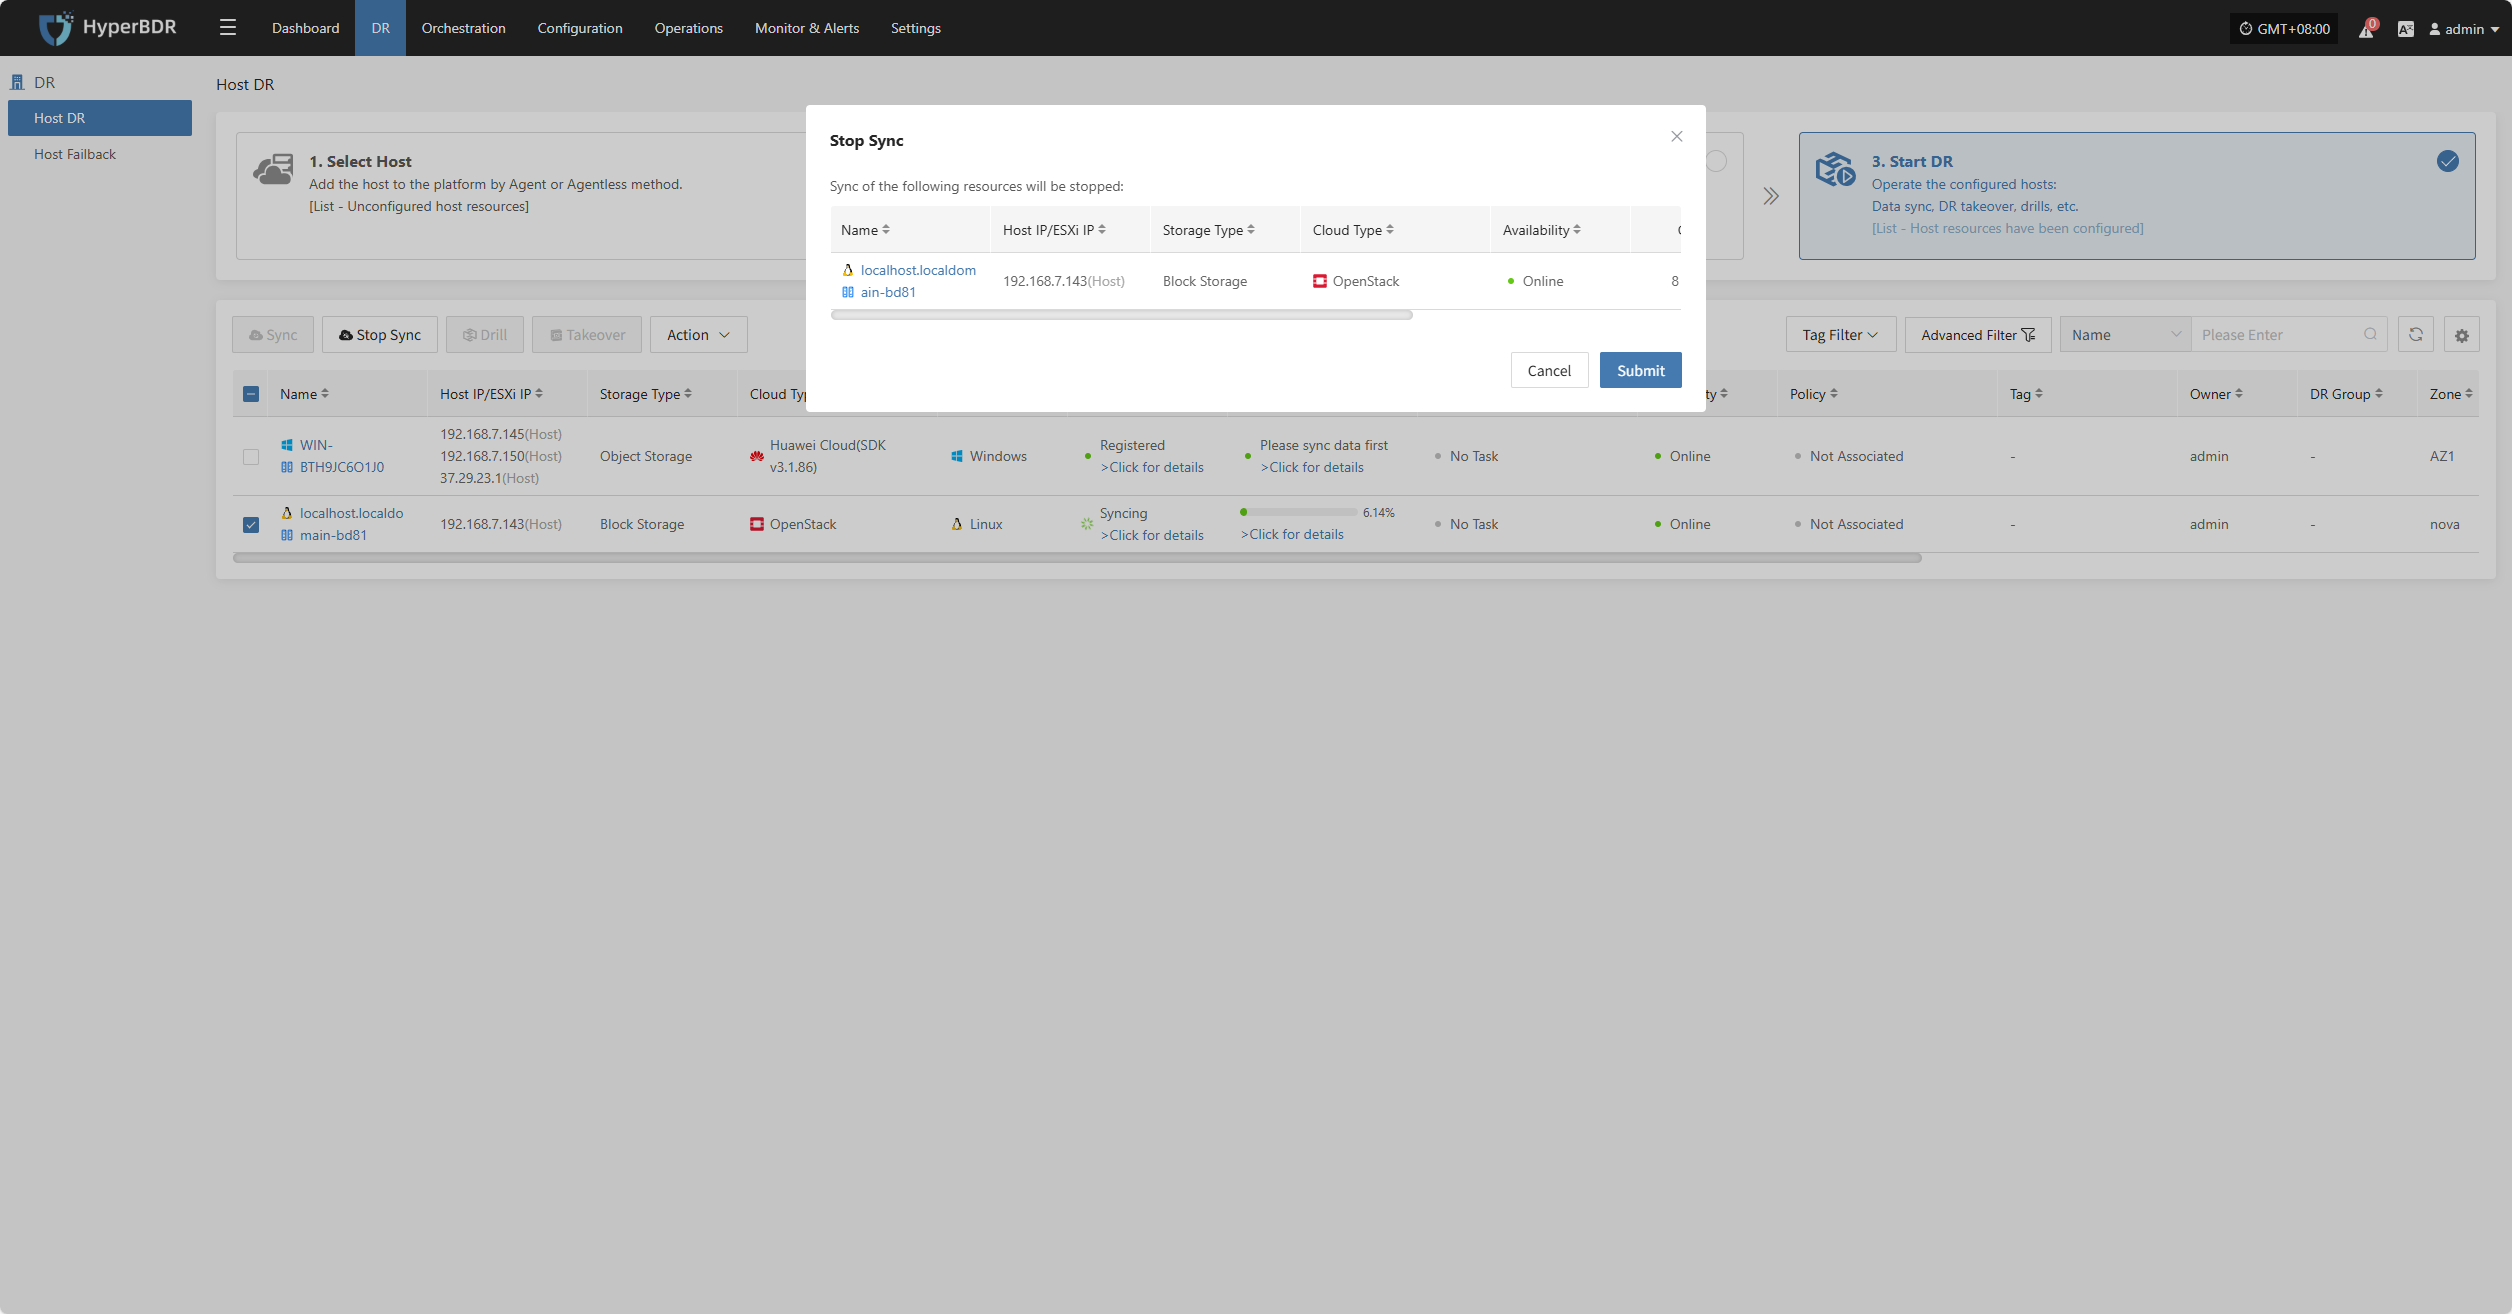 HyperBDR
Dashboard
DR
Orchestration
Configuration
Operations
Monitor & Alerts
Settings
GMT+08:00
0
admin
DR
Host DR
Host Failback
Host DR
1. Select Host
Add the host to the platform by Agent or Agentless method.
[List - Unconfigured host resources]
3. Start DR
Operate the configured hosts:
Data sync, DR takeover, drills, etc.
[List - Host resources have been configured]
Stop Sync
Sync of the following resources will be stopped:
Name Host IP/ESXi IP Storage Type Cloud Type Availability
localhost.localdom
ain-bd81
192.168.7.143(Host)
Block Storage
OpenStack
Online
8
Cancel
Submit
Sync
Stop Sync
Drill
Takeover
Action
Tag Filter
Advanced Filter
Name
Please Enter
Name Host IP/ESXi IP Storage Type Cloud Typ ty Policy Tag Owner DR Group Zone
WIN-
BTH9JC6O1J0
192.168.7.145(Host)
192.168.7.150(Host)
37.29.23.1(Host)
Object Storage
Huawei Cloud(SDK
v3.1.86)
Windows
Registered
>Click for details
Please sync data first
>Click for details
No Task
Online
Not Associated
-
admin
-
AZ1
localhost.localdo
main-bd81
192.168.7.143(Host)
Block Storage
OpenStack
Linux
Syncing
>Click for details
6.14%
>Click for details
No Task
Online
Not Associated
-
admin
-
nova